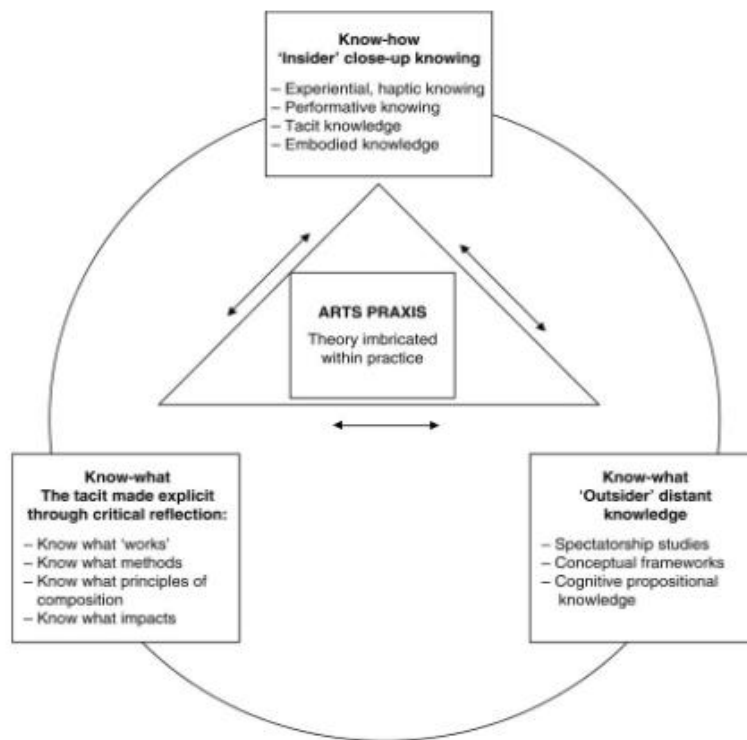 Know-how
‘Insider’ close-up knowing
– Experiential, haptic knowing
– Performative knowing
– Tacit knowledge
– Embodied knowledge
ARTS PRAXIS
Theory imbricated
within practice
Know-what
The tacit made explicit
through critical reflection:
– Know what ‘works’
– Know what methods
– Know what principles of
composition
– Know what impacts
Know-what
‘Outsider’ distant
knowledge
– Spectatorship studies
– Conceptual frameworks
– Cognitive propositional
knowledge